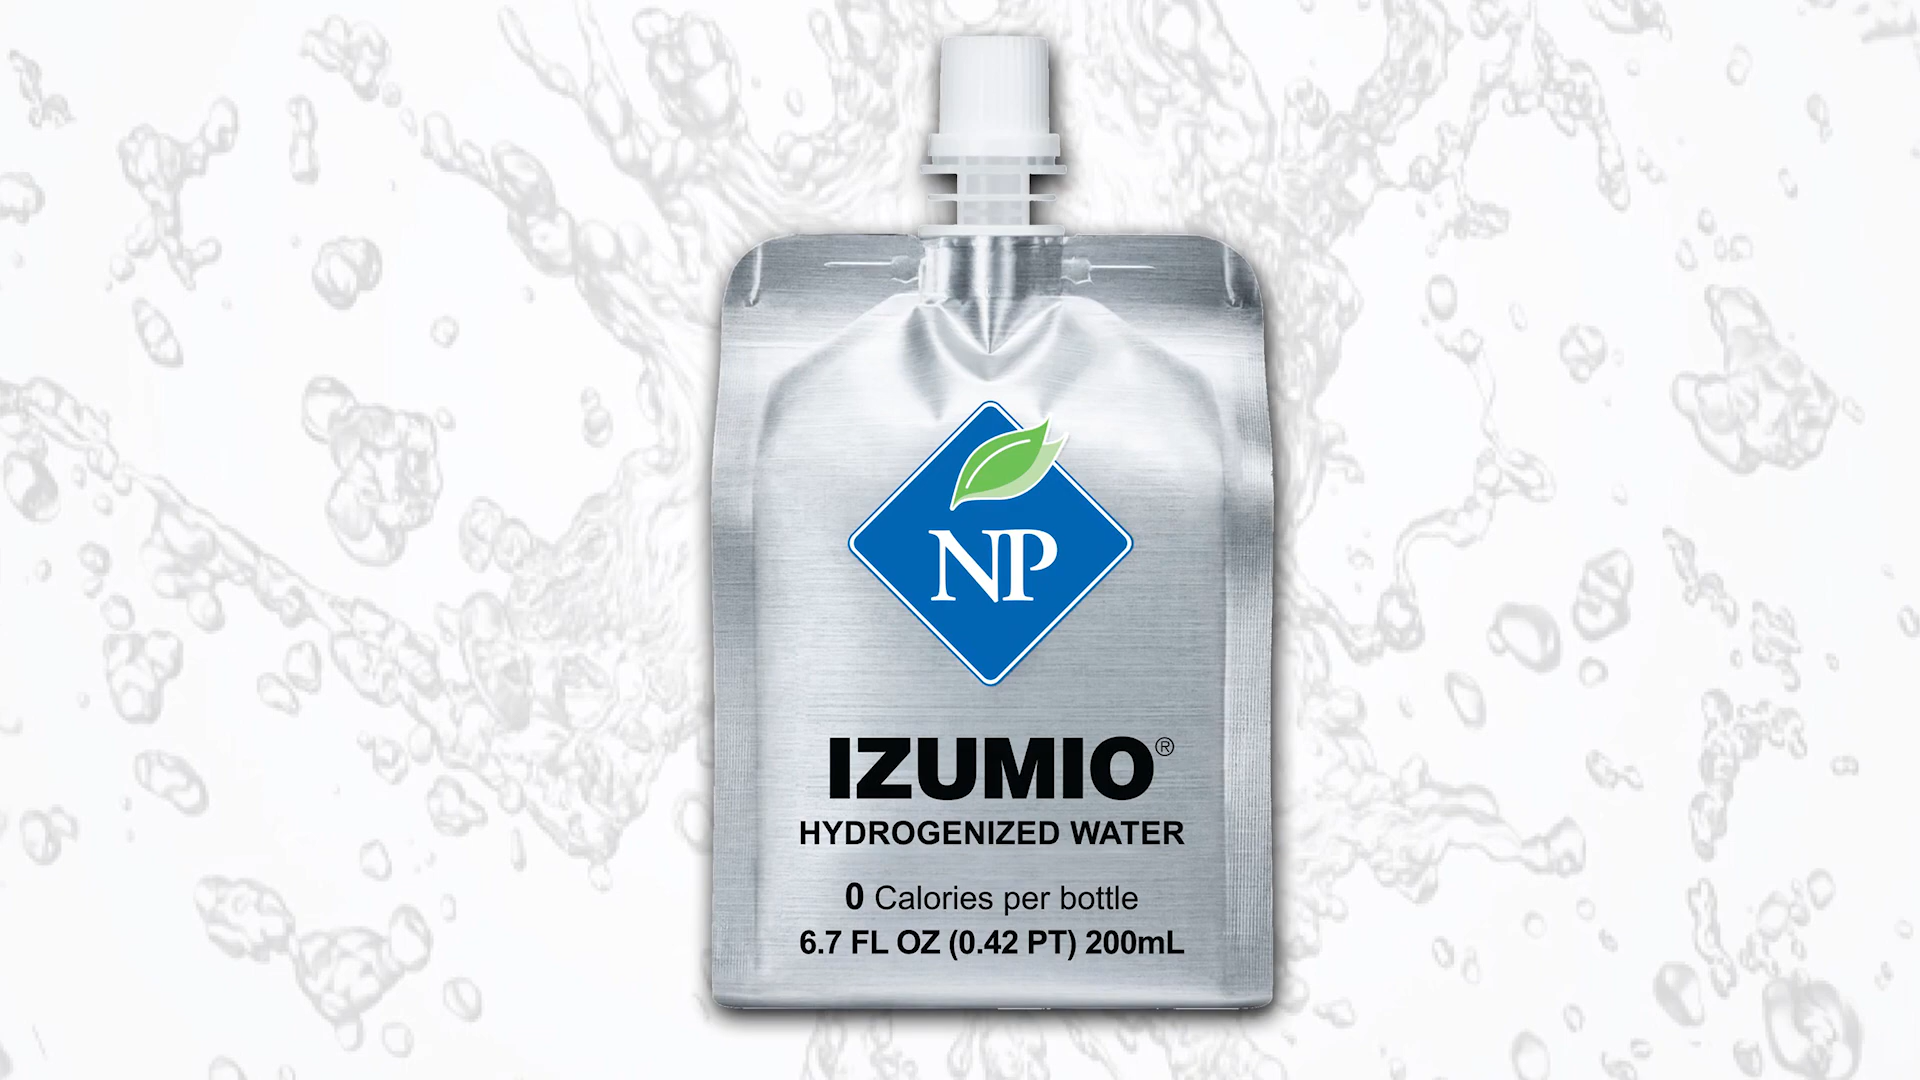 NP
IZUMIO®
HYDROGENIZED WATER
0 Calories per bottle
6.7 FL OZ (0.42 PT) 200mL